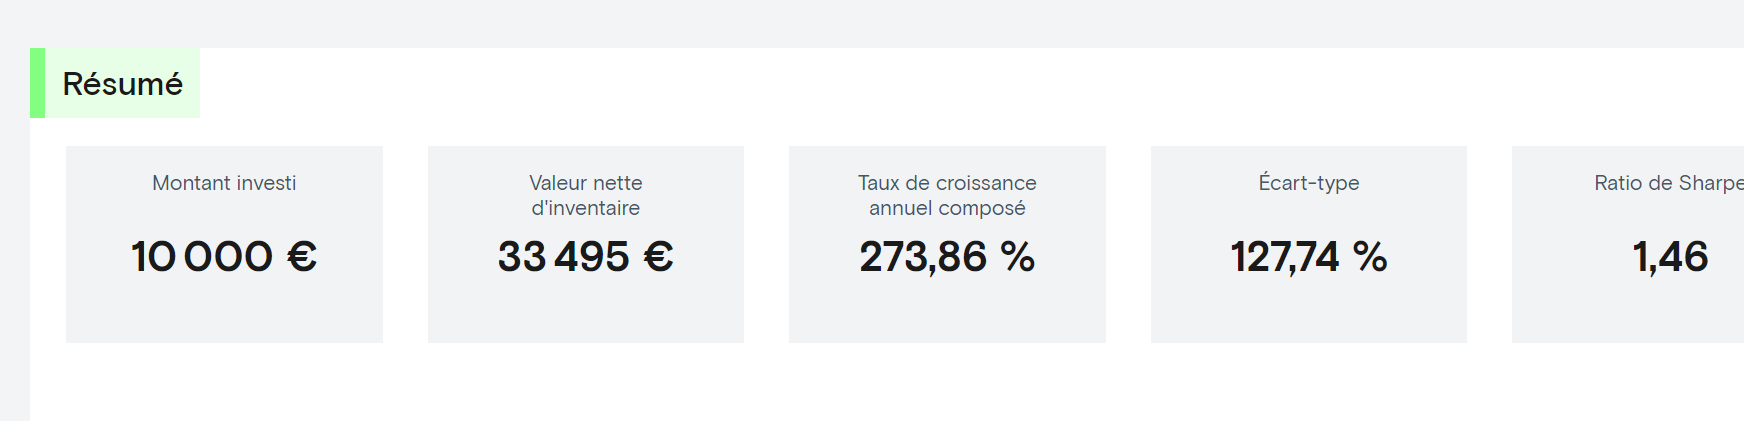 Résumé
Montant investi
10 000 €
Valeur nette
d'inventaire
33 495 €
Taux de croissance
annuel composé
273,86 %
Écart-type
127,74 %
Ratio de Sharpe
1,46